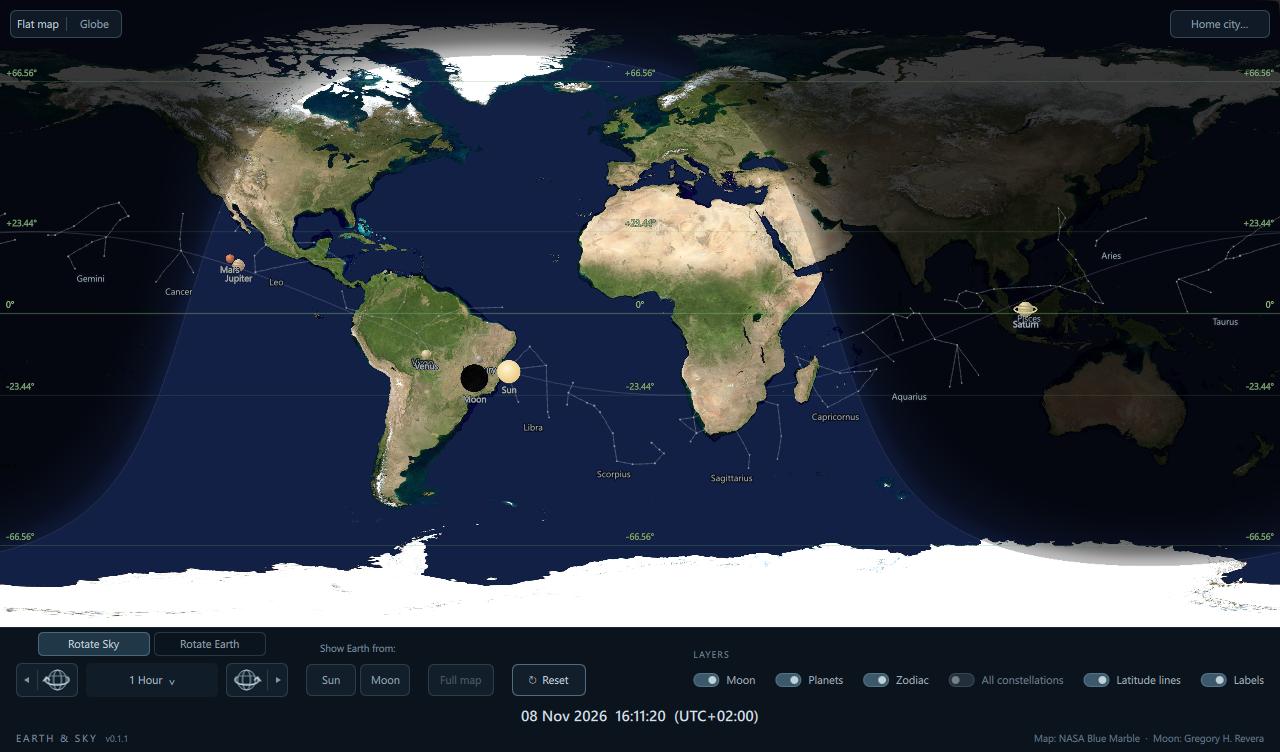 Flat map | Globe
Home city...
+66.56° +66.56° +66.56°
+23.44° +23.44° +23.44°
Aries
Mars
Gemini
Jupiter
Cancer
Leo
0° 0° 0°
Pisces
Saturn
Taurus
Venus
-23.44° -23.44° -23.44°
Sun
Moon
Aquarius
Capricornus
Libra
Scorpius
Sagittarius
-66.56° -66.56° -66.56°
Rotate Sky Rotate Earth
Show Earth from:
LAYERS
1 Hour
Sun Moon Full map Reset
Moon Planets Zodiac All constellations Latitude lines Labels
08 Nov 2026 16:11:20 (UTC+02:00)
EARTH & SKY v0.1.1
Map: NASA Blue Marble · Moon: Gregory H. Revera